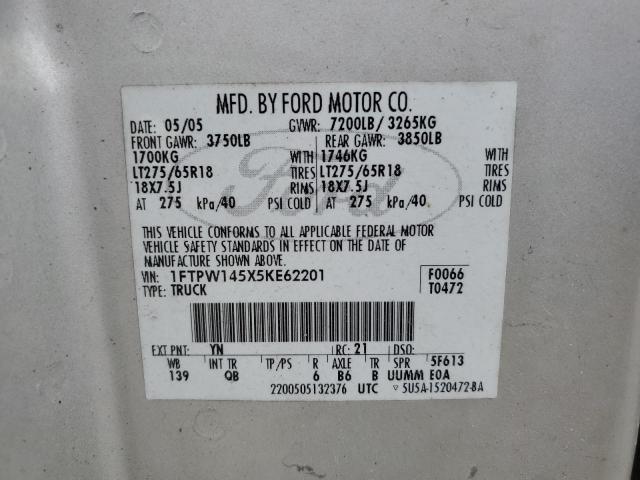 MFD. BY FORD MOTOR CO.
DATE: 05/05 GVWR: 7200LB/ 3265KG
FRONT GAWR: 3750LB REAR GAWR: 3850LB
1700KG WITH 1746KG WITH
LT275/65R18 TIRES LT275/65R18 TIRES
18X7.5J RIMS 18X7.5J RIMS
AT 275 kPa/40 PSI COLD AT 275 kPa/40 PSI COLD
THIS VEHICLE CONFORMS TO ALL APPLICABLE FEDERAL MOTOR
VEHICLE SAFETY STANDARDS IN EFFECT ON THE DATE OF
MANUFACTURE SHOWN ABOVE.
VIN: 1FTPW145X5KE62201 F0066
TYPE: TRUCK T0472
EXT PNT: YN RC: 21 DSO:
WB INT TR TP/PS R AXLE TR SPR 5F613
139 QB 6 B6 B UUMM E0A
2200505132376 UTC ▽ 5U5A-1520472-BA
Ford